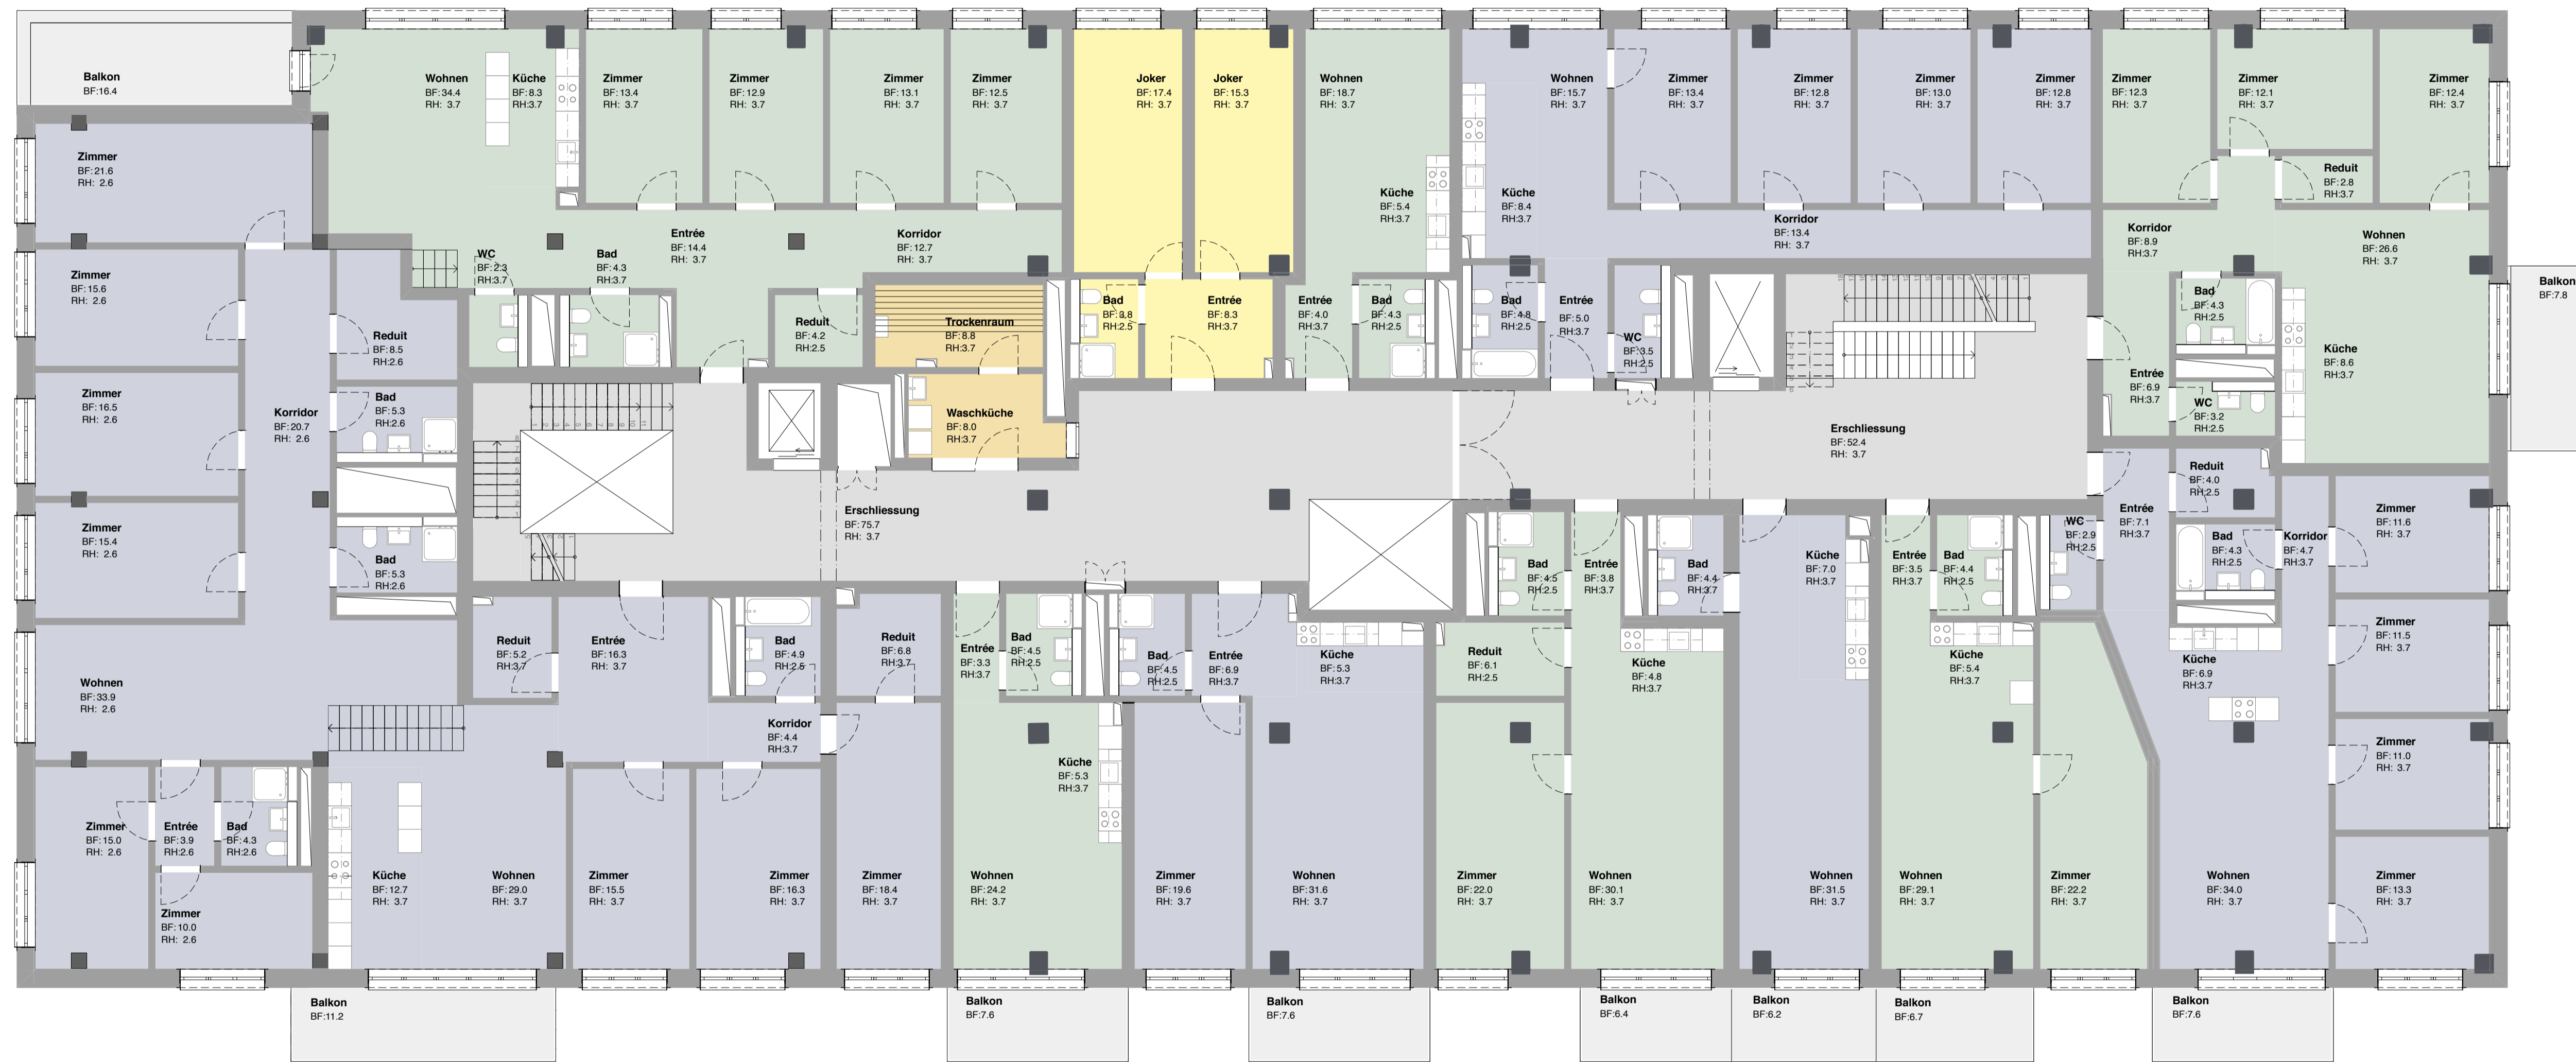 Balkon
BF:16.4
Wohnen
BF: 34.4
RH: 3.7
Küche
BF: 8.3
RH:3.7
Zimmer
BF: 13.4
RH: 3.7
Zimmer
BF: 12.9
RH: 3.7
Zimmer
BF: 13.1
RH: 3.7
Zimmer
BF: 12.5
RH: 3.7
Joker
BF: 17.4
RH: 3.7
Joker
BF: 15.3
RH: 3.7
Wohnen
BF: 18.7
RH: 3.7
Wohnen
BF: 15.7
RH: 3.7
Zimmer
BF: 13.4
RH: 3.7
Zimmer
BF: 12.8
RH: 3.7
Zimmer
BF: 13.0
RH: 3.7
Zimmer
BF: 12.8
RH: 3.7
Zimmer
BF: 12.3
RH: 3.7
Zimmer
BF: 12.1
RH: 3.7
Zimmer
BF: 12.4
RH: 3.7
Zimmer
BF: 21.6
RH: 2.6
Küche
BF: 5.4
RH:3.7
Küche
BF: 8.4
RH:3.7
Reduit
BF: 2.8
RH:3.7
Korridor
BF: 13.4
RH: 3.7
Korridor
BF: 8.9
RH:3.7
Wohnen
BF: 26.6
RH: 3.7
Entrée
BF: 14.4
RH: 3.7
Korridor
BF: 12.7
RH: 3.7
WC
BF: 2.3
RH:3.7
Bad
BF: 4.3
RH:3.7
Zimmer
BF: 15.6
RH: 2.6
Balkon
BF:7.8
Reduit
BF: 8.5
RH:2.6
Reduit
BF: 4.2
RH:2.5
Trockenraum
BF: 8.8
RH:3.7
Bad
BF: 3.8
RH:2.5
Entrée
BF: 8.3
RH:3.7
Entrée
BF: 4.0
RH:3.7
Bad
BF: 4.3
RH:2.5
Bad
BF: 4.8
RH:2.5
Entrée
BF: 5.0
RH:3.7
WC
BF: 3.5
RH:2.5
Bad
BF: 4.3
RH:2.5
Küche
BF: 8.6
RH:3.7
Entrée
BF: 6.9
RH:3.7
WC
BF: 3.2
RH:2.5
Zimmer
BF: 16.5
RH: 2.6
Korridor
BF: 20.7
RH: 2.6
Bad
BF: 5.3
RH:2.6
Waschküche
BF: 8.0
RH:3.7
Erschliessung
BF: 52.4
RH: 3.7
Reduit
BF: 4.0
RH:2.5
Zimmer
BF: 15.4
RH: 2.6
Bad
BF: 5.3
RH:2.6
Erschliessung
BF: 75.7
RH: 3.7
Bad
BF: 4.5
RH:2.5
Entrée
BF: 3.8
RH:3.7
Bad
BF: 4.4
RH:3.7
Küche
BF: 7.0
RH:3.7
Entrée
BF: 3.5
RH:3.7
Bad
BF: 4.4
RH:2.5
WC
BF: 2.9
RH:2.5
Entrée
BF: 7.1
RH:3.7
Bad
BF: 4.3
RH:2.5
Korridor
BF: 4.7
RH:3.7
Zimmer
BF: 11.6
RH: 3.7
Wohnen
BF: 33.9
RH: 2.6
Reduit
BF: 5.2
RH:3.7
Entrée
BF: 16.3
RH: 3.7
Bad
BF: 4.9
RH:2.5
Reduit
BF: 6.8
RH:3.7
Entrée
BF: 3.3
RH:3.7
Bad
BF: 4.5
RH:2.5
Bad
BF: 4.5
RH:2.5
Entrée
BF: 6.9
RH:3.7
Küche
BF: 5.3
RH:3.7
Reduit
BF: 6.1
RH:2.5
Küche
BF: 4.8
RH:3.7
Küche
BF: 5.4
RH:3.7
Küche
BF: 6.9
RH:3.7
Zimmer
BF: 11.5
RH: 3.7
Korridor
BF: 4.4
RH:3.7
Küche
BF: 5.3
RH:3.7
Zimmer
BF: 11.0
RH: 3.7
Zimmer
BF: 15.0
RH: 2.6
Entrée
BF: 3.9
RH:2.6
Bad
BF: 4.3
RH:2.6
Zimmer
BF: 10.0
RH: 2.6
Küche
BF: 12.7
RH: 3.7
Wohnen
BF: 29.0
RH: 3.7
Zimmer
BF: 15.5
RH: 3.7
Zimmer
BF: 16.3
RH: 3.7
Zimmer
BF: 18.4
RH: 3.7
Wohnen
BF: 24.2
RH: 3.7
Zimmer
BF: 19.6
RH: 3.7
Wohnen
BF: 31.6
RH: 3.7
Zimmer
BF: 22.0
RH: 3.7
Wohnen
BF: 30.1
RH: 3.7
Wohnen
BF: 31.5
RH: 3.7
Wohnen
BF: 29.1
RH: 3.7
Zimmer
BF: 22.2
RH: 3.7
Wohnen
BF: 34.0
RH: 3.7
Zimmer
BF: 13.3
RH: 3.7
Balkon
BF:11.2
Balkon
BF:7.6
Balkon
BF:7.6
Balkon
BF:6.4
Balkon
BF:6.2
Balkon
BF:6.7
Balkon
BF:7.6